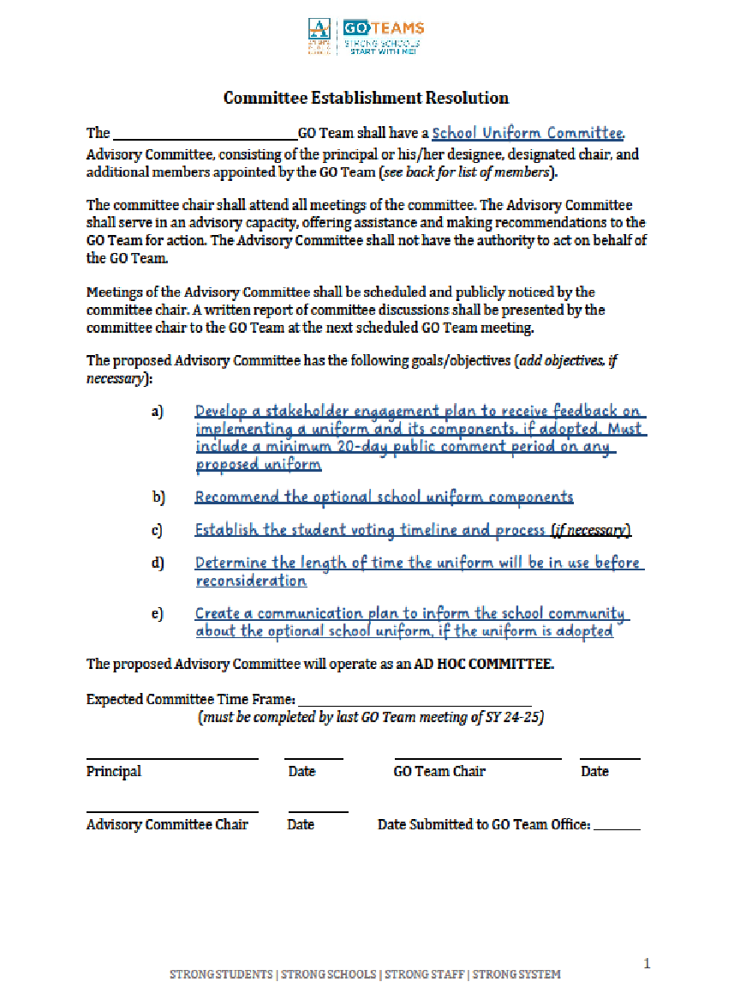 GO TEAMS
STRONG SCHOOLS
START WITH ME!
Committee Establishment Resolution
The ____________________GO Team shall have a School Uniform Committee.
Advisory Committee, consisting of the principal or his/her designee, designated chair, and
additional members appointed by the GO Team (see back for list of members).
The committee chair shall attend all meetings of the committee. The Advisory Committee
shall serve in an advisory capacity, offering assistance and making recommendations to the
GO Team for action. The Advisory Committee shall not have the authority to act on behalf of
the GO Team.
Meetings of the Advisory Committee shall be scheduled and publicly noticed by the
committee chair. A written report of committee discussions shall be presented by the
committee chair to the GO Team at the next scheduled GO Team meeting.
The proposed Advisory Committee has the following goals/objectives (add objectives, if
necessary):
a) Develop a stakeholder engagement plan to receive feedback on
implementing a uniform and its components, if adopted. Must
include a minimum 20-day public comment period on any
proposed uniform
b) Recommend the optional school uniform components
c) Establish the student voting timeline and process (if necessary)
d) Determine the length of time the uniform will be in use before
reconsideration
e) Create a communication plan to inform the school community
about the optional school uniform, if the uniform is adopted
The proposed Advisory Committee will operate as an AD HOC COMMITTEE.
Expected Committee Time Frame: ____________________
(must be completed by last GO Team meeting of SY 24-25)
Principal Date GO Team Chair Date
Advisory Committee Chair Date Date Submitted to GO Team Office: ______
1
STRONG STUDENTS | STRONG SCHOOLS | STRONG STAFF | STRONG SYSTEM